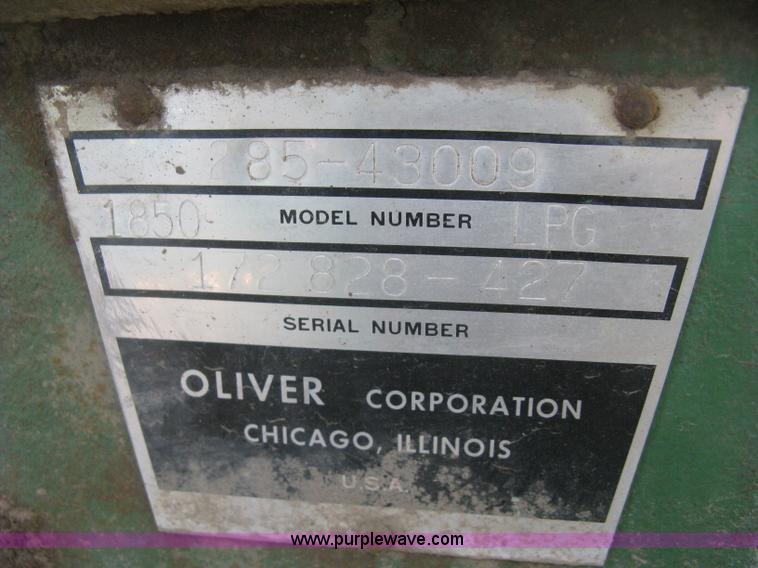 285-43009
1850 MODEL NUMBER LPG
172 828-427
SERIAL NUMBER
OLIVER CORPORATION
CHICAGO, ILLINOIS
U.S.A.
www.purplewave.com